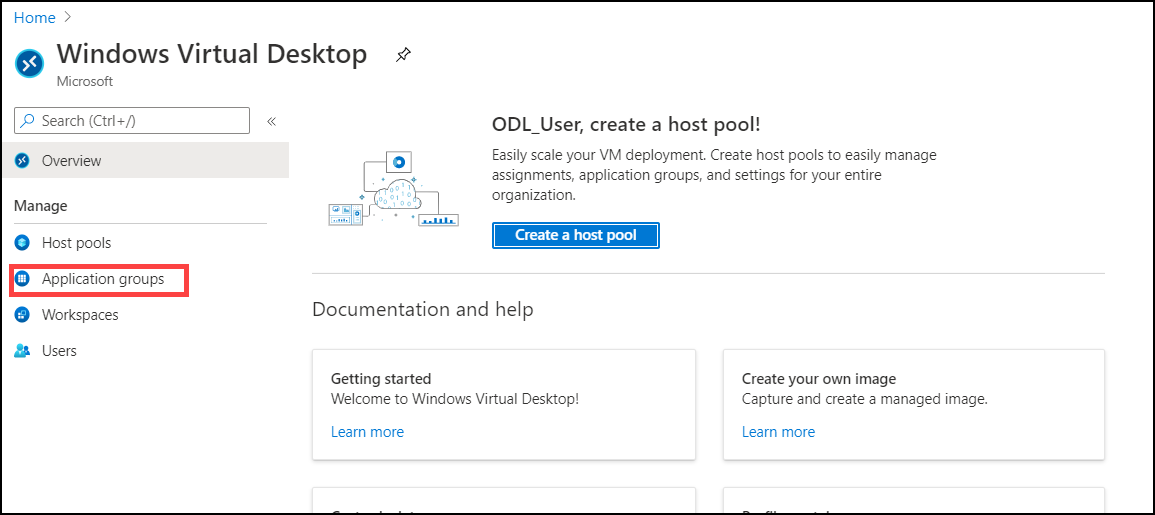 Home >
Windows Virtual Desktop
Microsoft
Search (Ctrl+/)
«
Overview
Manage
Host pools
Application groups
Workspaces
Users
ODL_User, create a host pool!
Easily scale your VM deployment. Create host pools to easily manage
assignments, application groups, and settings for your entire
organization.
Create a host pool
Documentation and help
Getting started
Welcome to Windows Virtual Desktop!
Learn more
Create your own image
Capture and create a managed image.
Learn more